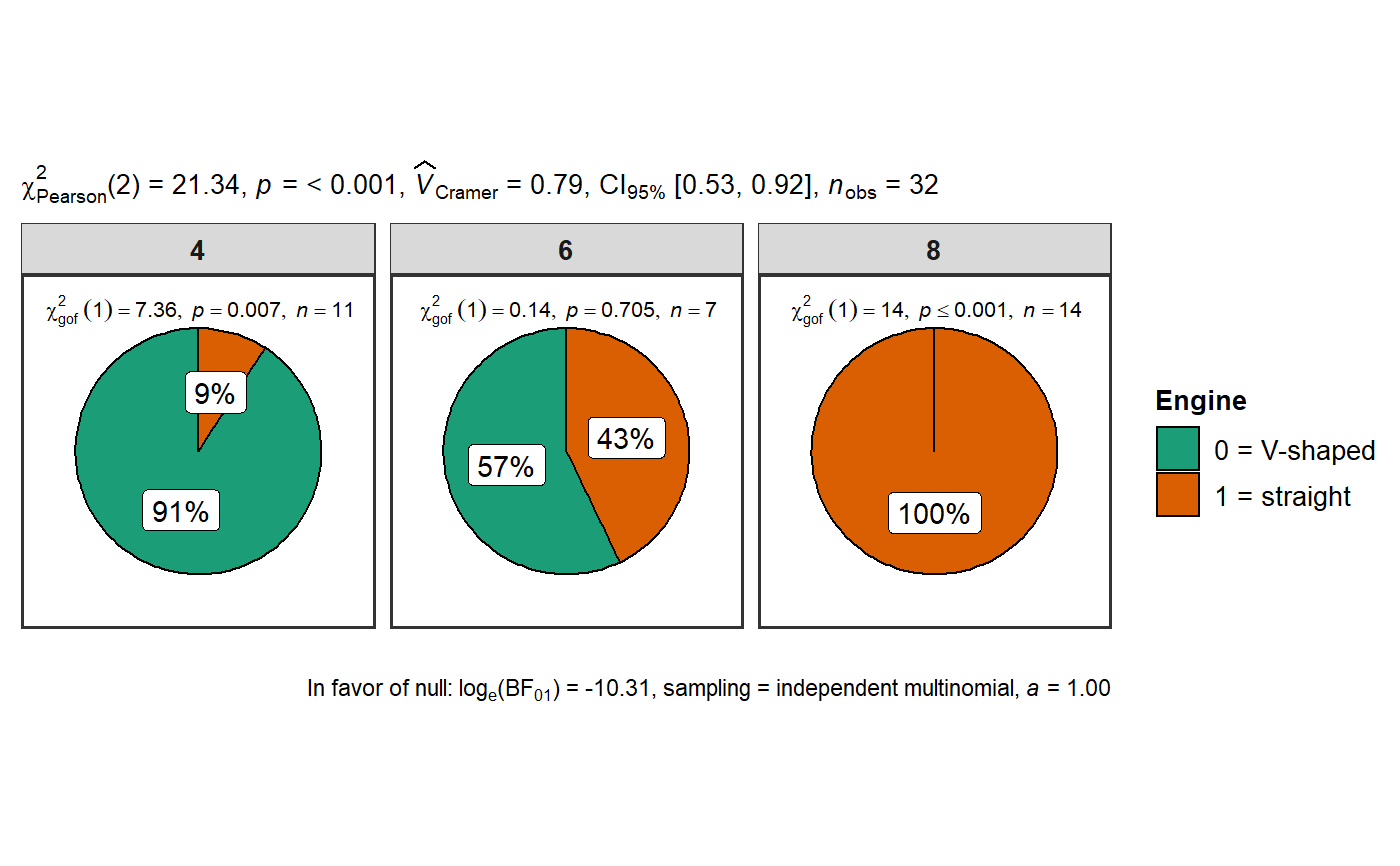 χ²Pearson(2) = 21.34, p = < 0.001, V̂Cramer = 0.79, CI95% [0.53, 0.92], nobs = 32
4
6
8
χ²gof (1) = 7.36, p = 0.007, n = 11
χ²gof (1) = 0.14, p = 0.705, n = 7
χ²gof (1) = 14, p ≤ 0.001, n = 14
9%
91%
57%
43%
100%
Engine
0 = V-shaped
1 = straight
In favor of null: loge(BF01) = -10.31, sampling = independent multinomial, a = 1.00